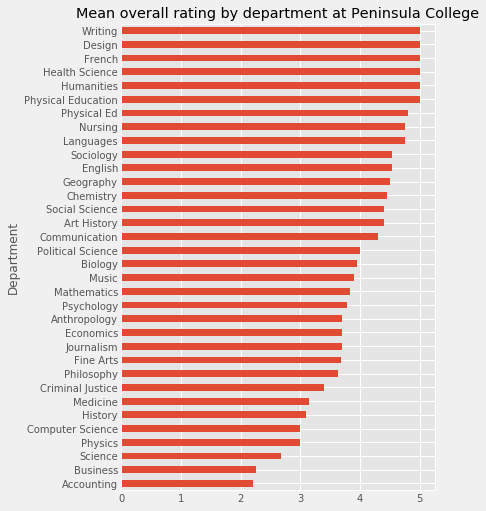 Mean overall rating by department at Peninsula College
Department
Writing
Design
French
Health Science
Humanities
Physical Education
Physical Ed
Nursing
Languages
Sociology
English
Geography
Chemistry
Social Science
Art History
Communication
Political Science
Biology
Music
Mathematics
Psychology
Anthropology
Economics
Journalism
Fine Arts
Philosophy
Criminal Justice
Medicine
History
Computer Science
Physics
Science
Business
Accounting
0 1 2 3 4 5